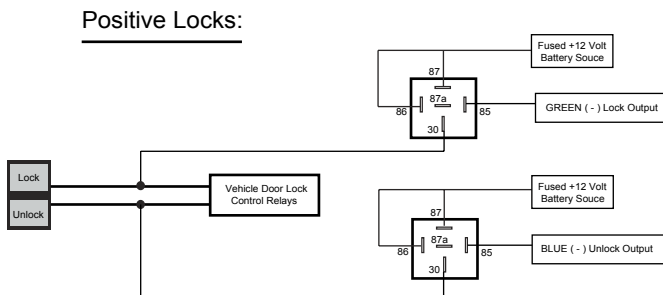 Positive Locks:
Fused +12 Volt
Battery Souce
87
87a
86
85
GREEN ( - ) Lock Output
30
Lock
Unlock
Vehicle Door Lock
Control Relays
Fused +12 Volt
Battery Souce
87
87a
86
85
BLUE ( - ) Unlock Output
30